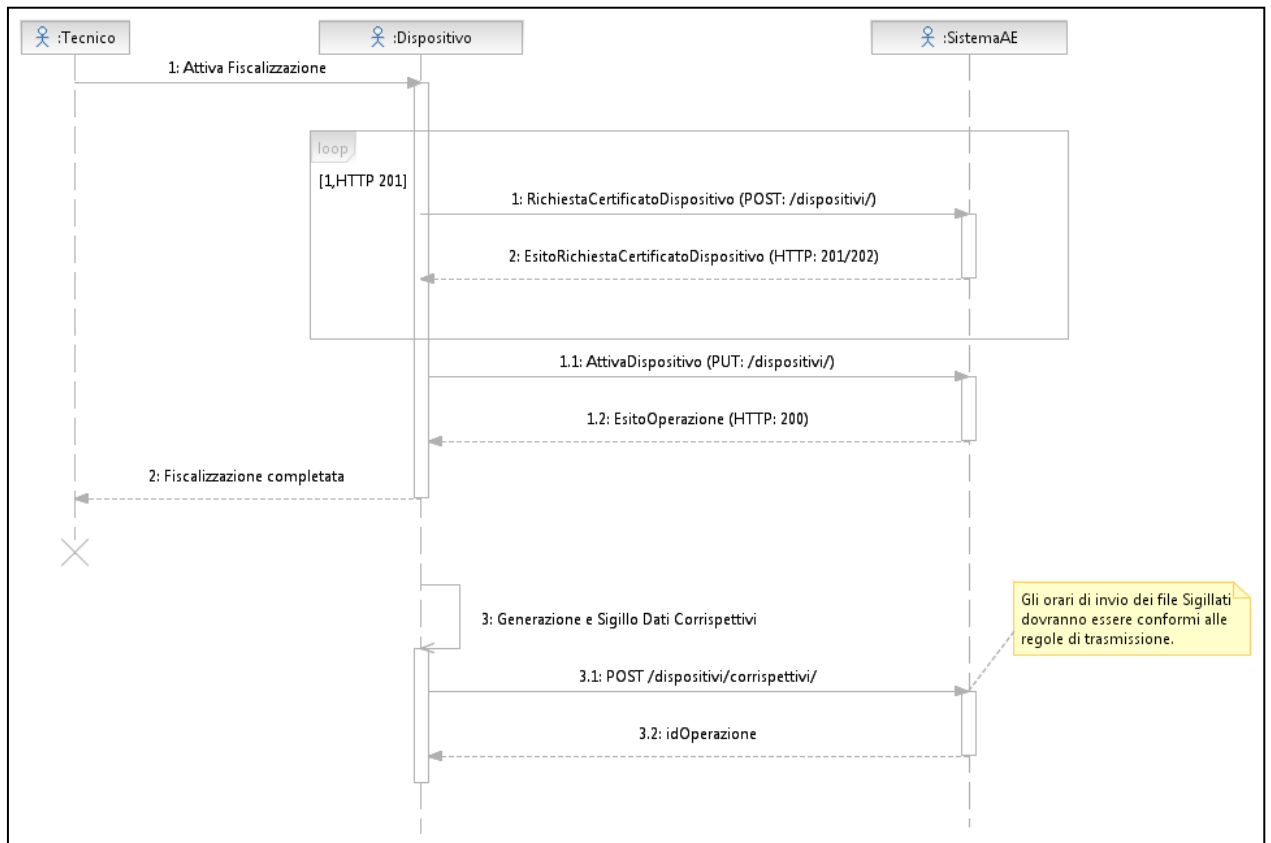 :Tecnico
:Dispositivo
:SistemaAE
1: Attiva Fiscalizzazione
loop
[1,HTTP 201]
1: RichiestaCertificatoDispositivo (POST: /dispositivi/)
2: EsitoRichiestaCertificatoDispositivo (HTTP: 201/202)
1.1: AttivaDispositivo (PUT: /dispositivi/)
1.2: EsitoOperazione (HTTP: 200)
2: Fiscalizzazione completata
Gli orari di invio dei file Sigillati
dovranno essere conformi alle
regole di trasmissione.
3: Generazione e Sigillo Dati Corrispettivi
3.1: POST /dispositivi/corrispettivi/
3.2: idOperazione